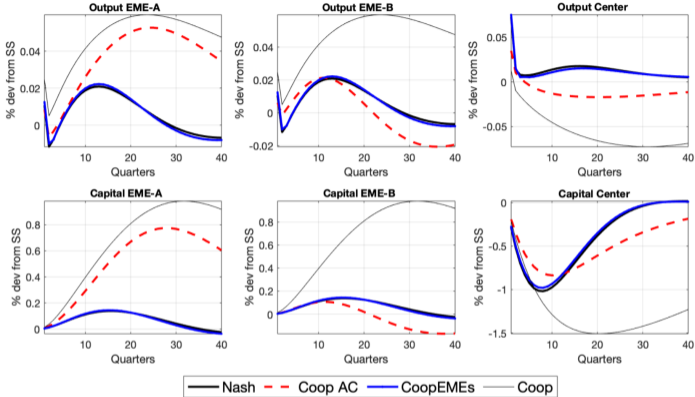 Output EME-A
Output EME-B
Output Center
% dev from SS
0.04
0.02
0
10
20
30
40
Quarters
% dev from SS
0.04
0.02
0
-0.02
10
20
30
40
Quarters
% dev from SS
0.05
0
-0.05
10
20
30
40
Quarters
Capital EME-A
Capital EME-B
Capital Center
% dev from SS
0.8
0.6
0.4
0.2
0
10
20
30
40
Quarters
% dev from SS
0.8
0.6
0.4
0.2
0
10
20
30
40
Quarters
% dev from SS
0
-0.5
-1
-1.5
10
20
30
40
Quarters
Nash Coop AC CoopEMEs Coop